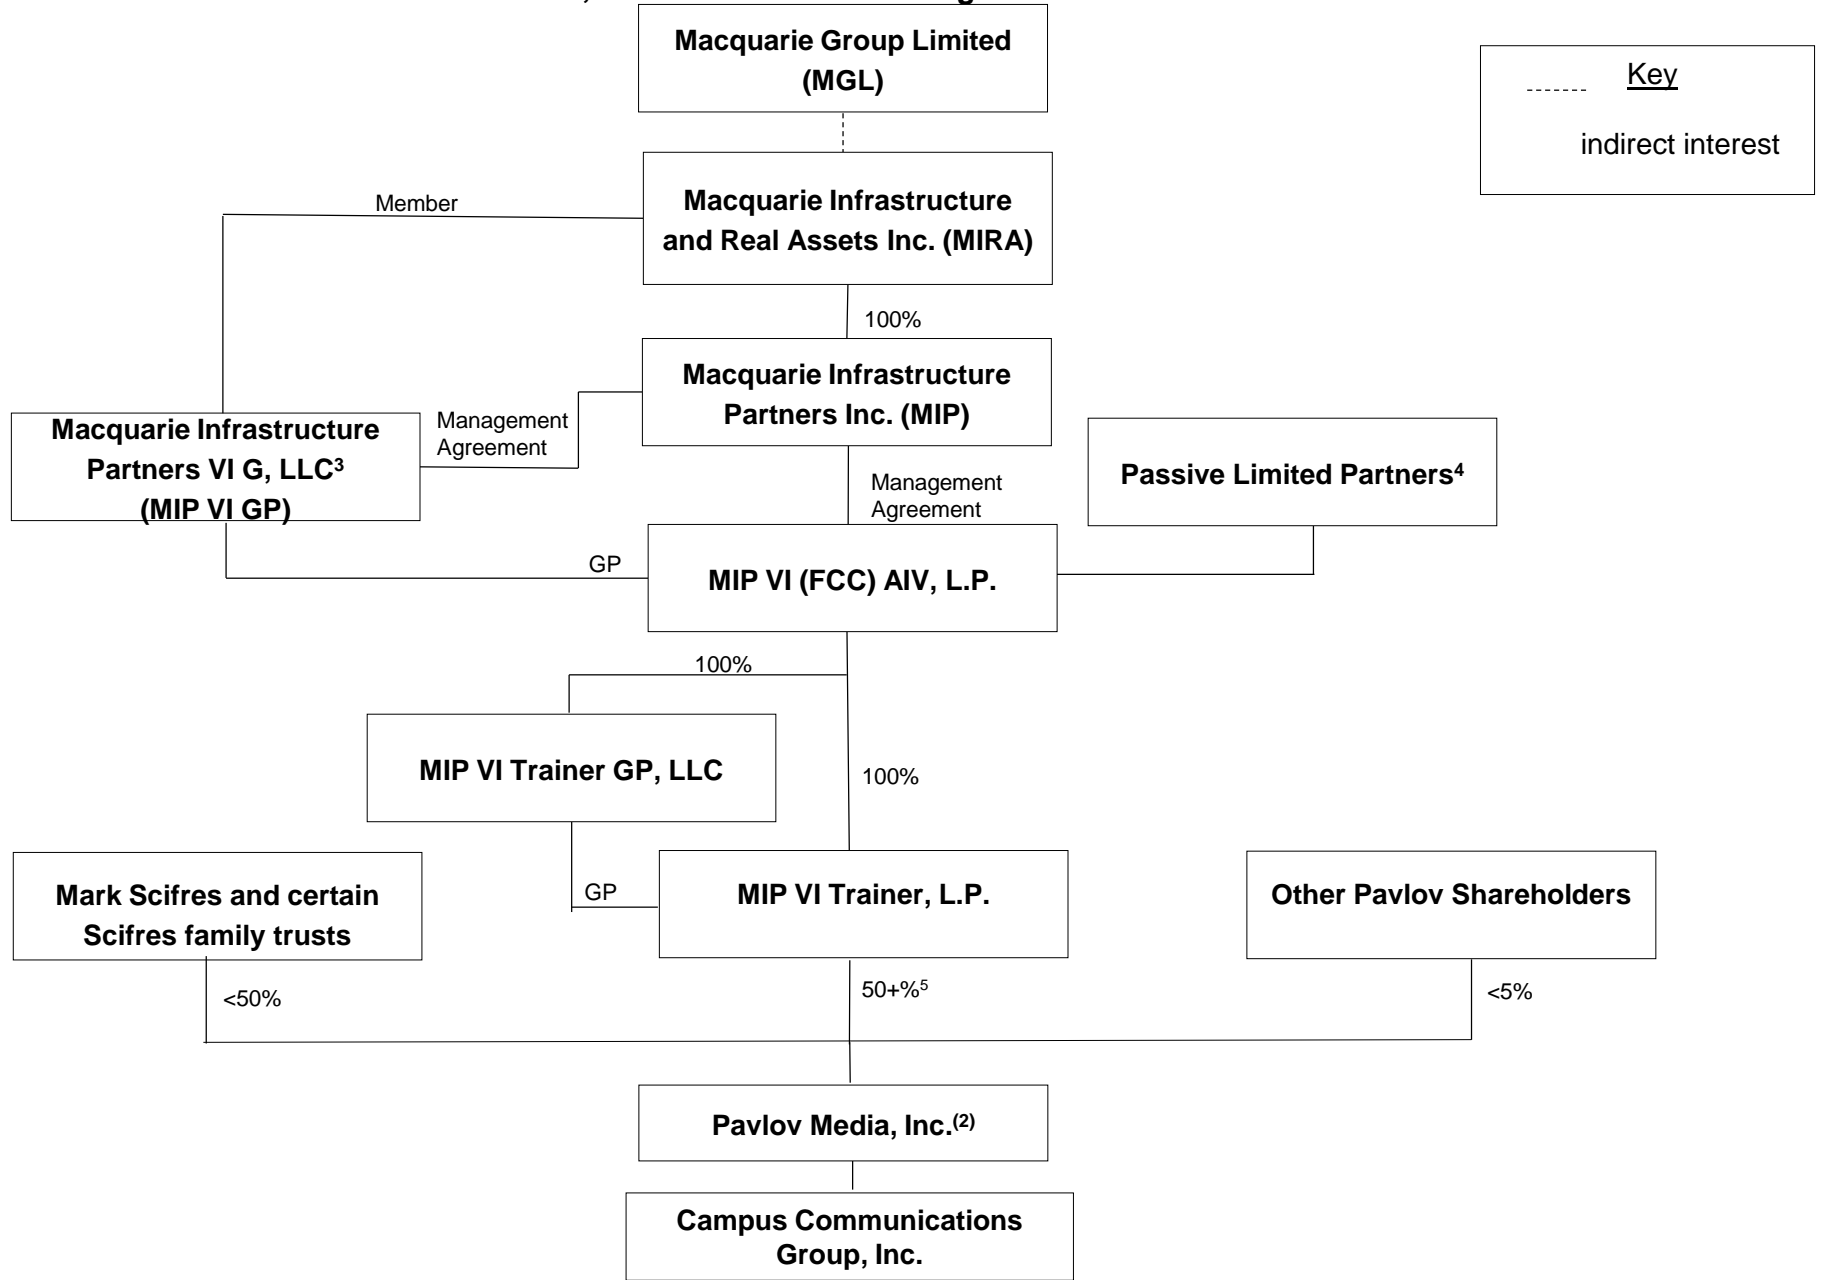 Macquarie Group Limited
(MGL)
Key
indirect interest
Member
Macquarie Infrastructure
and Real Assets Inc. (MIRA)
100%
Macquarie Infrastructure
Partners Inc. (MIP)
Macquarie Infrastructure
Partners VI G, LLC³
(MIP VI GP)
Management
Agreement
Passive Limited Partners⁴
Management
Agreement
GP
MIP VI (FCC) AIV, L.P.
100%
MIP VI Trainer GP, LLC
100%
Mark Scifres and certain
Scifres family trusts
GP
MIP VI Trainer, L.P.
Other Pavlov Shareholders
<50%
50+%⁵
<5%
Pavlov Media, Inc.⁽²⁾
Campus Communications
Group, Inc.